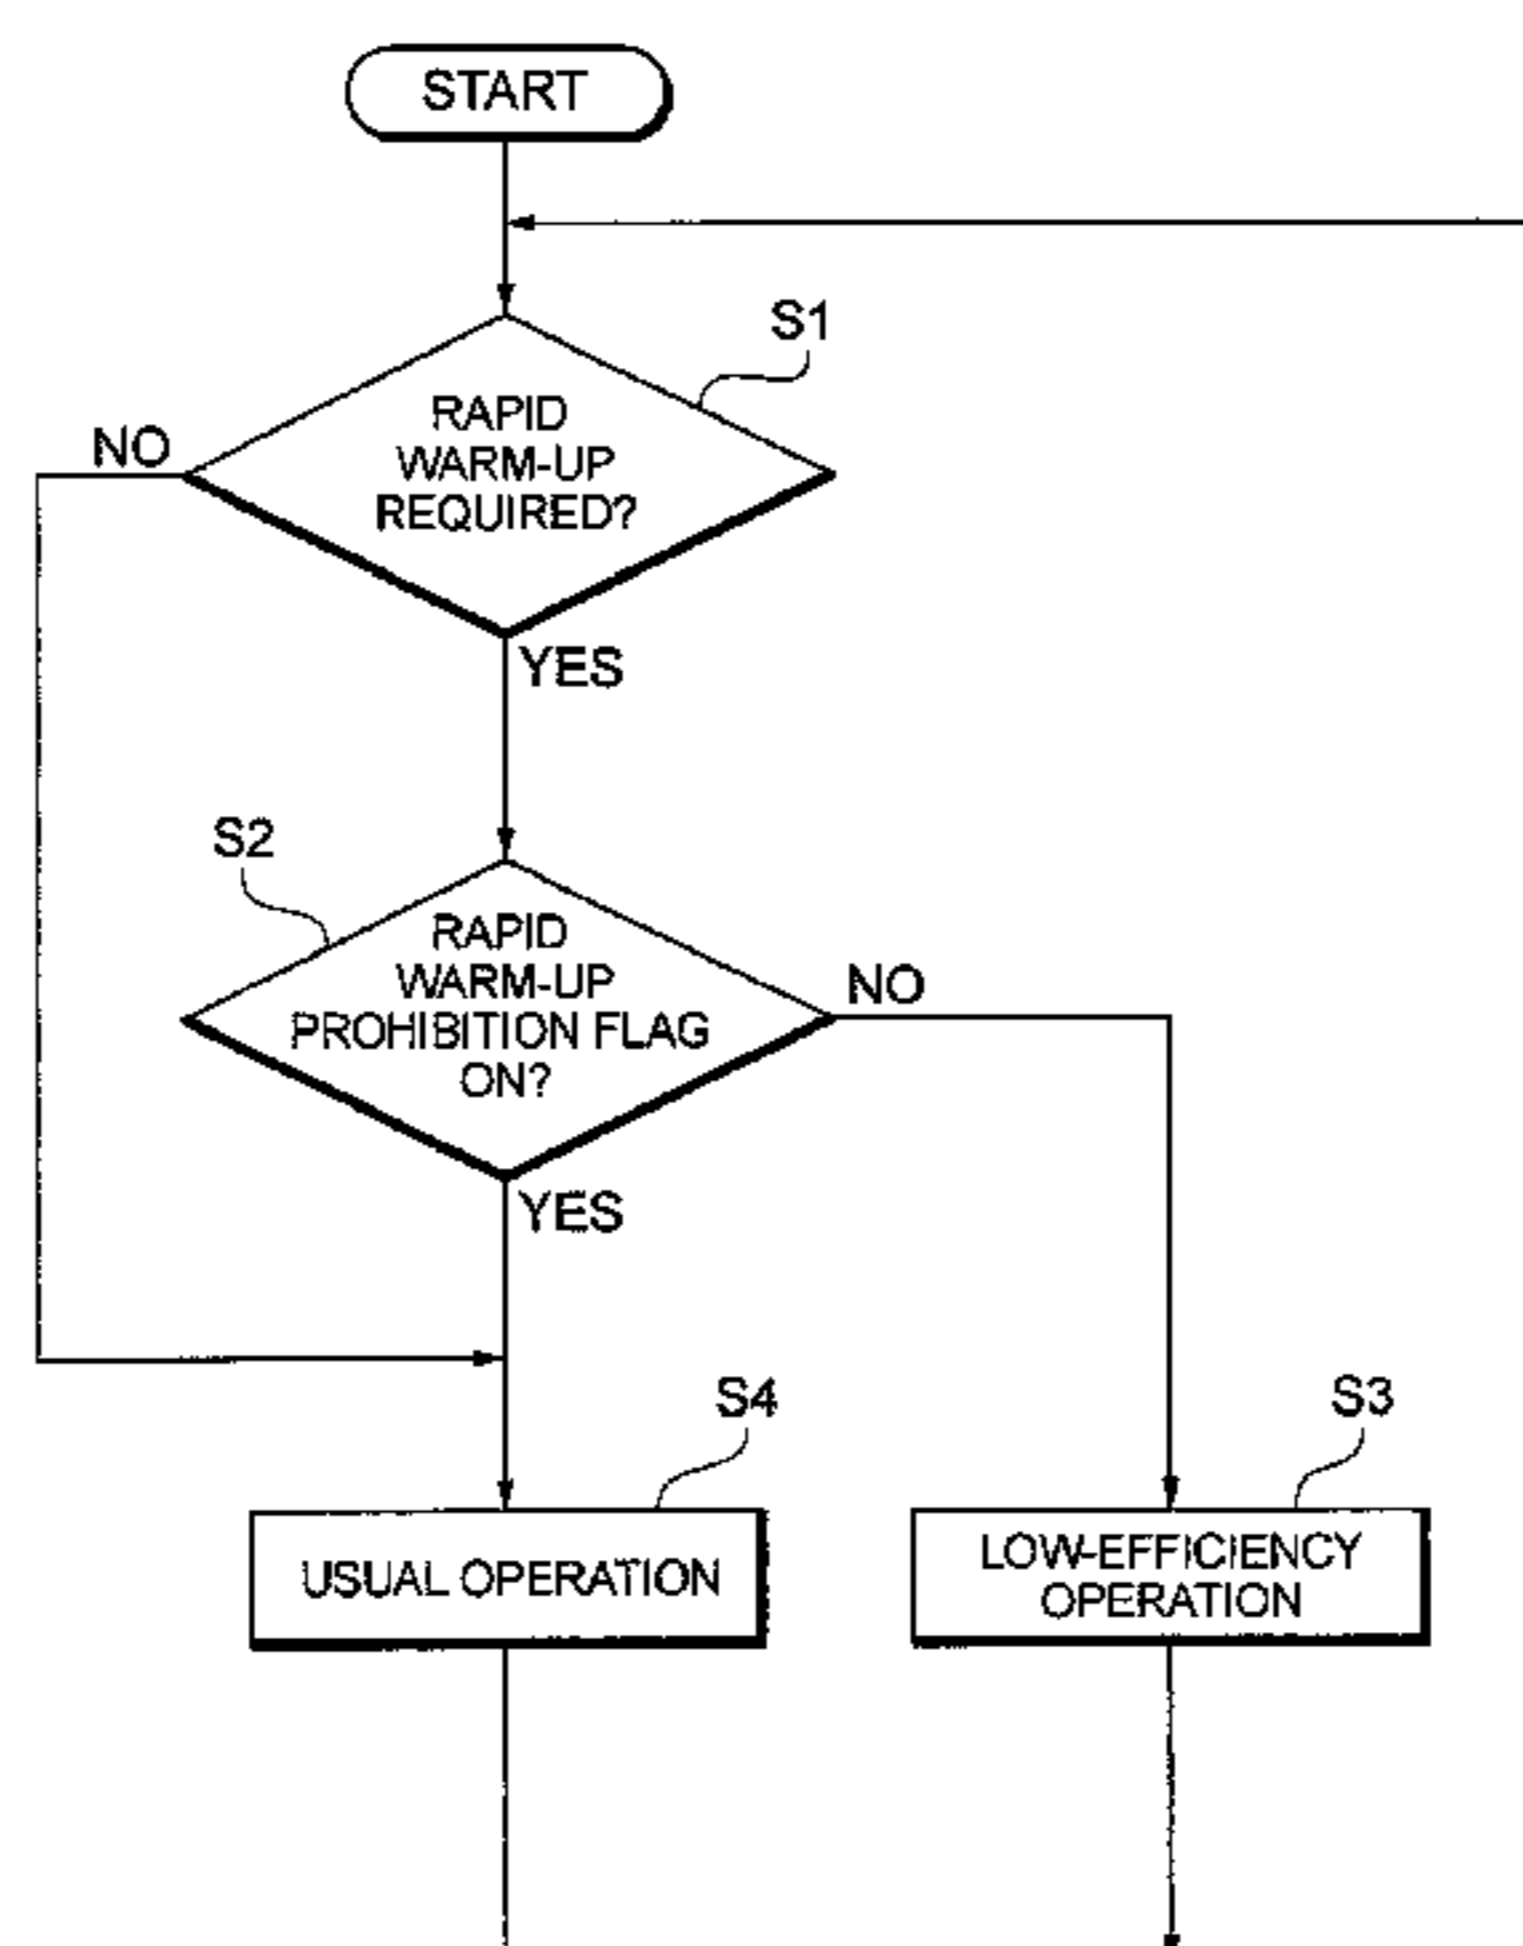 START
S1
RAPID
WARM-UP
REQUIRED?
NO
YES
S2
RAPID
WARM-UP
PROHIBITION FLAG
ON?
NO
YES
S4
USUAL OPERATION
S3
LOW-EFFICIENCY
OPERATION